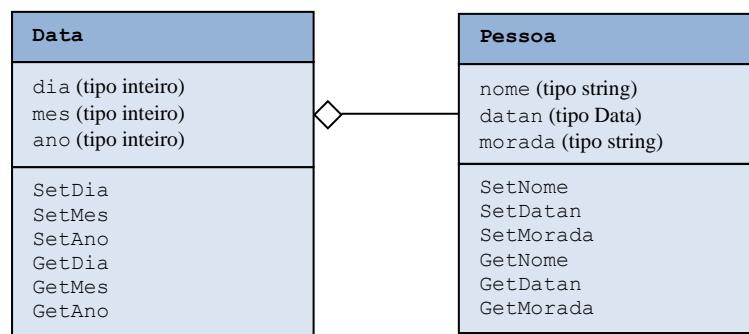 Data
dia (tipo inteiro)
mes (tipo inteiro)
ano (tipo inteiro)
SetDia
SetMes
SetAno
GetDia
GetMes
GetAno
Pessoa
nome (tipo string)
datan (tipo Data)
morada (tipo string)
SetNome
SetDatan
SetMorada
GetNome
GetDatan
GetMorada